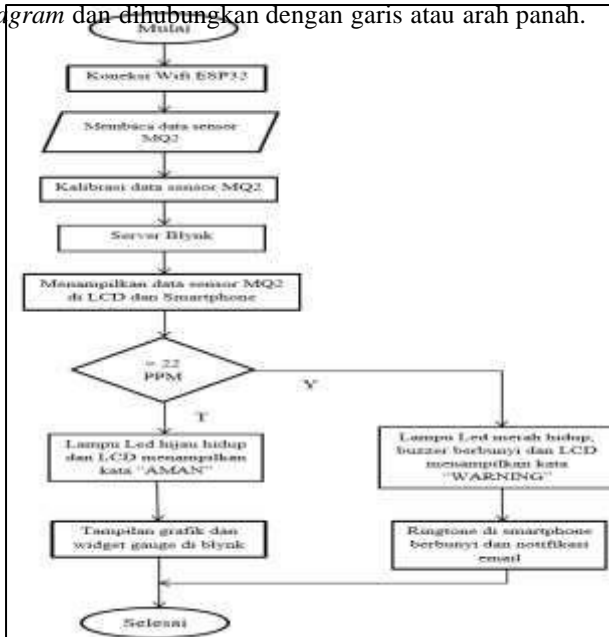 agram dan dihubungkan dengan garis atau arah panah.
Mulai
Koneksi Wifi ESP32
Membaca data sensor
MQ2
Kalibrasi data sensor MQ2
Server Blynk
Menampilkan data sensor MQ2
di LCD dan Smartphone
= 22
PPM
Y
T
Lampu Led hijau hidup
dan LCD menampilkan
kata "AMAN"
Lampu Led merah hidup,
buzzer berbunyi dan LCD
menampilkan kata
"WARNING"
Tampilan grafik dan
widget gauge di blynk
Ringtone di smartphone
berbunyi dan notifikasi
email
Selesai